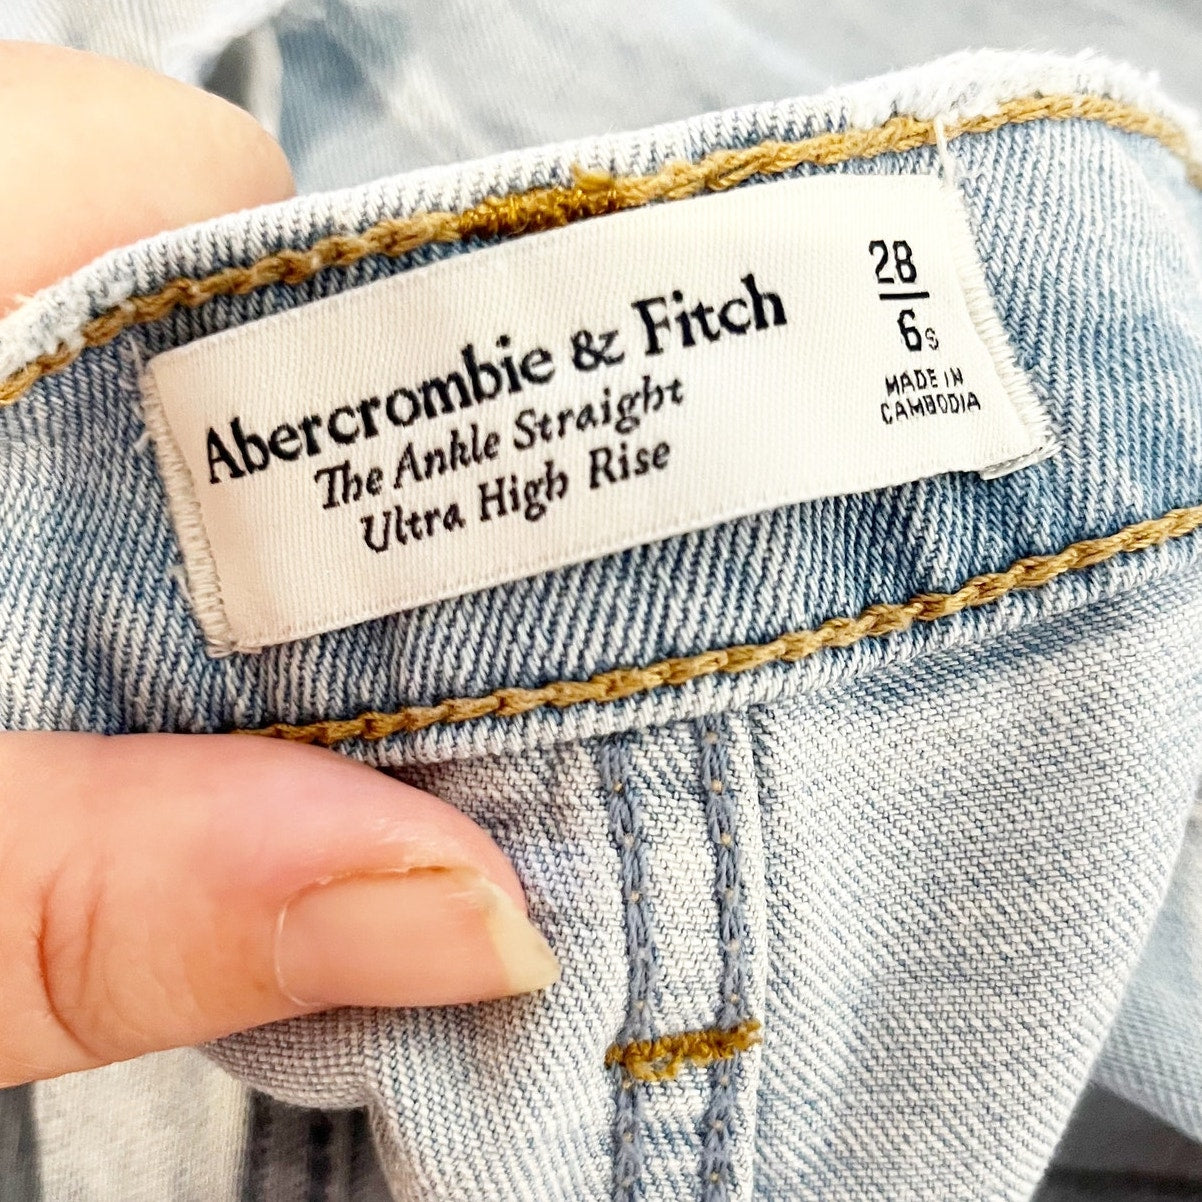 Abercrombie & Fitch
The Ankle Straight
Ultra High Rise
28
6s
MADE IN
CAMBODIA